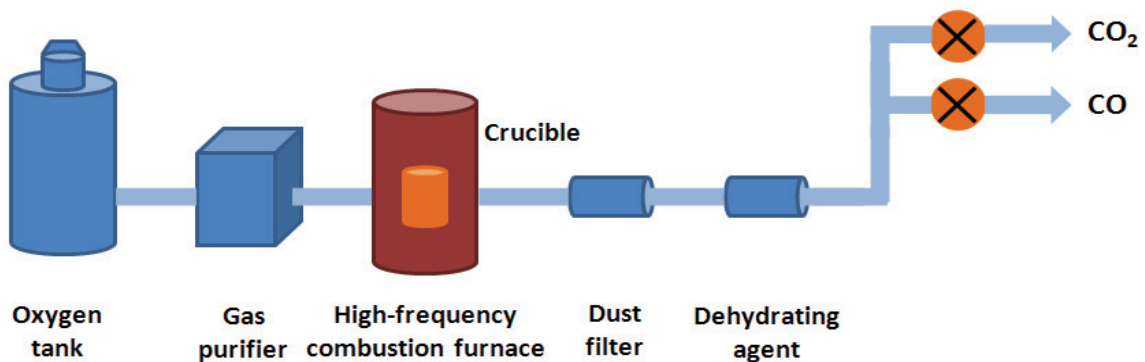 CO₂
CO
Crucible
Oxygen
tank
Gas
purifier
High-frequency
combustion furnace
Dust
filter
Dehydrating
agent